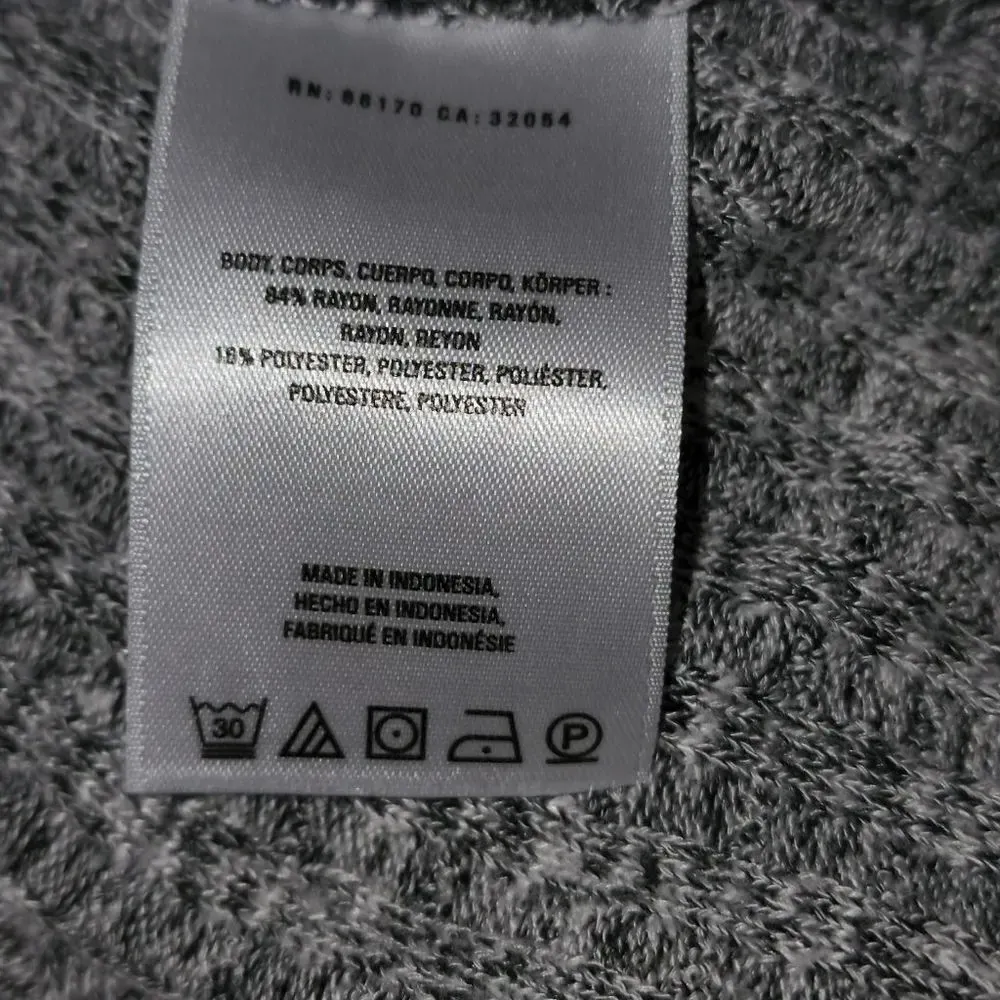 RN: 66170 CA: 32054
BODY, CORPS, CUERPO, CORPO, KÖRPER :
84% RAYON, RAYONNE, RAYÓN,
RAYON, REYON
16% POLYESTER, POLYESTER, POLIÉSTER,
POLYESTERE, POLYESTER
MADE IN INDONESIA,
HECHO EN INDONESIA,
FABRIQUÉ EN INDONÉSIE
30
P